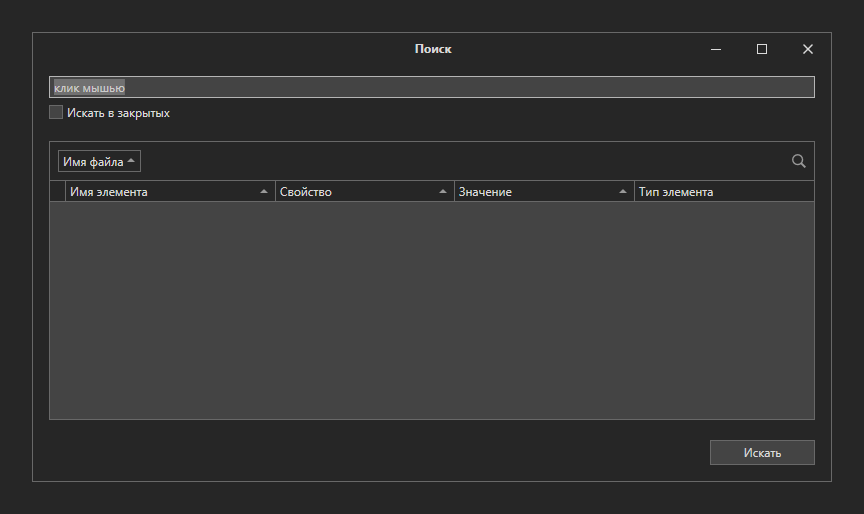 Поиск
клик мышью
Искать в закрытых
Имя файла
Имя элемента Свойство Значение Тип элемента
Искать